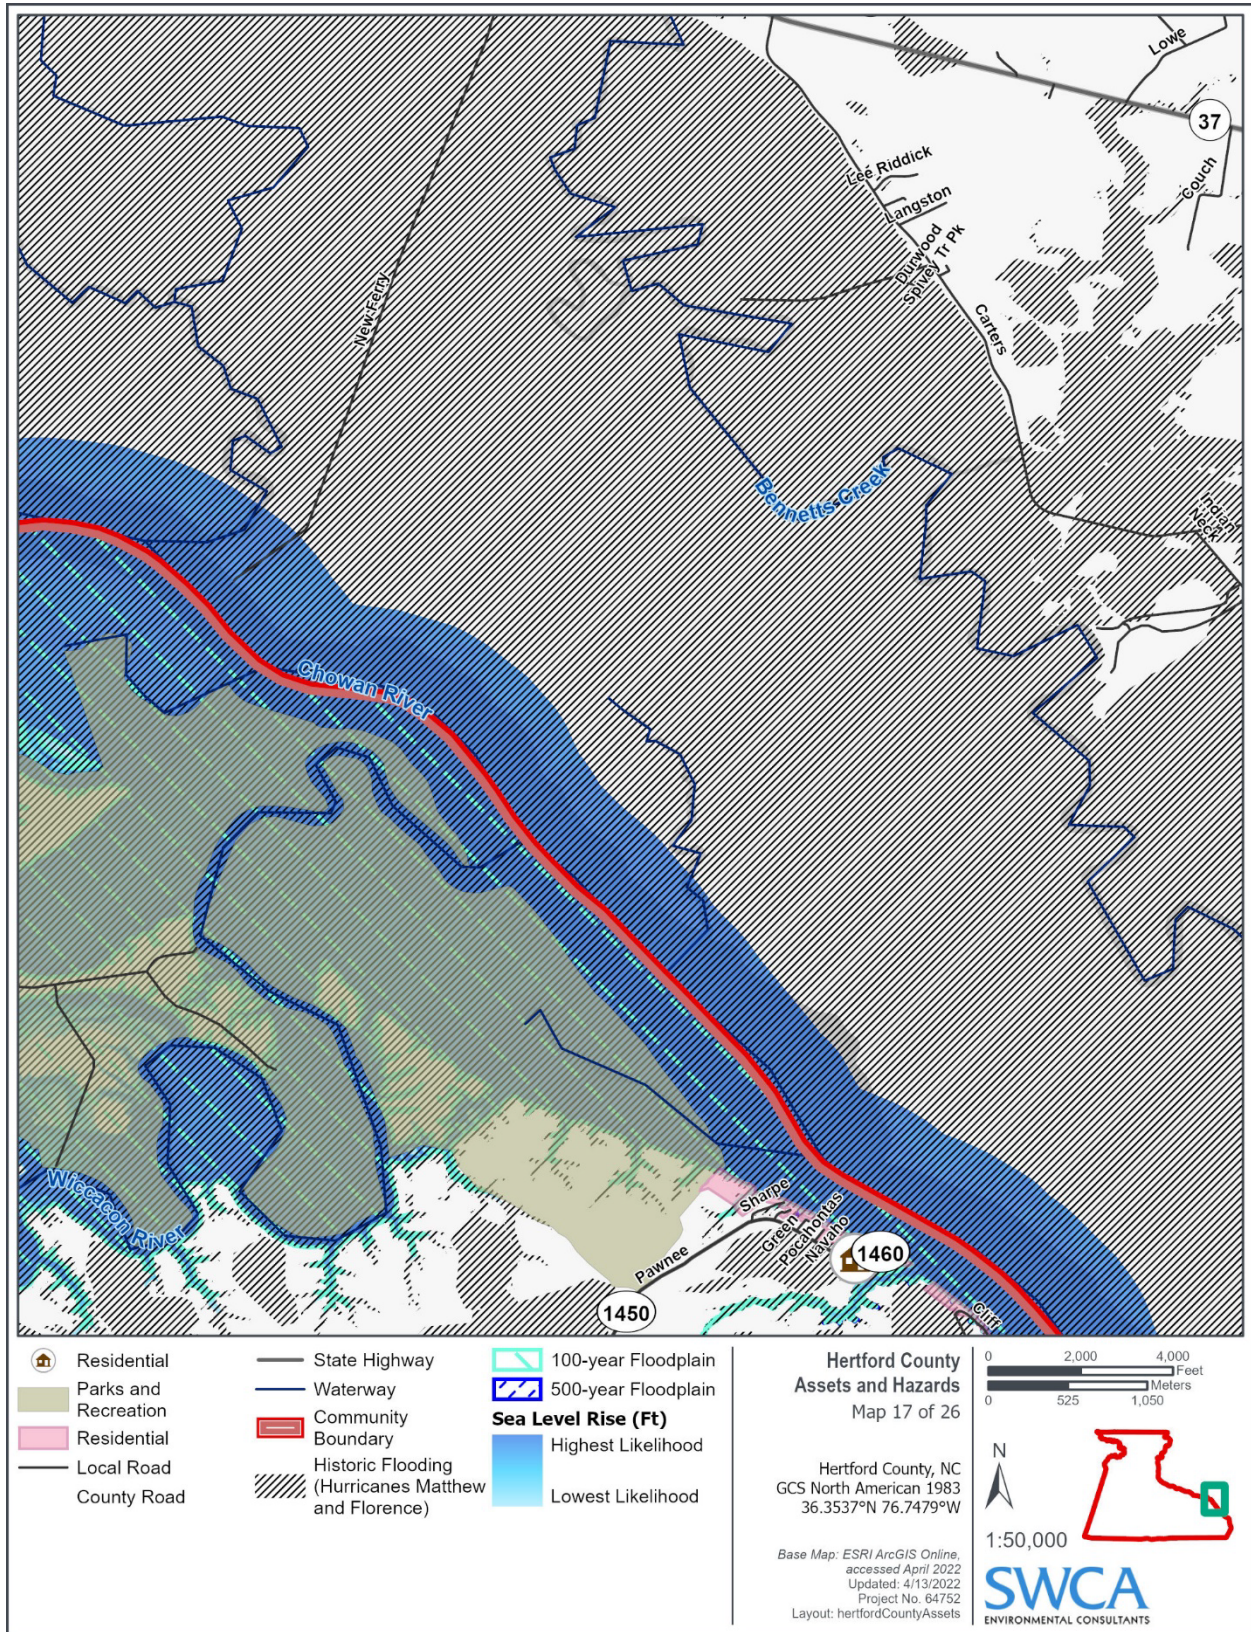 Lowe
37
Couch
Lee Riddick
Langston
Durwood
Spivey Tr Pk
New Ferry
Carters
Bennetts Creek
Indian
Neck
Chowan River
Wiccacon River
Sharpe
Green
Pocahontas
Navaho
Pawnee
1460
1450
Cliff
Residential
Parks and
Recreation
Residential
Local Road
County Road
State Highway
Waterway
Community
Boundary
Historic Flooding
(Hurricanes Matthew
and Florence)
100-year Floodplain
500-year Floodplain
Sea Level Rise (Ft)
Highest Likelihood
Lowest Likelihood
Hertford County
Assets and Hazards
Map 17 of 26
Hertford County, NC
GCS North American 1983
36.3537°N 76.7479°W
Base Map: ESRI ArcGIS Online,
accessed April 2022
Updated: 4/13/2022
Project No. 64752
Layout: hertfordCountyAssets
0 2,000 4,000
Feet
Meters
0 525 1,050
N
1:50,000
SWCA
ENVIRONMENTAL CONSULTANTS